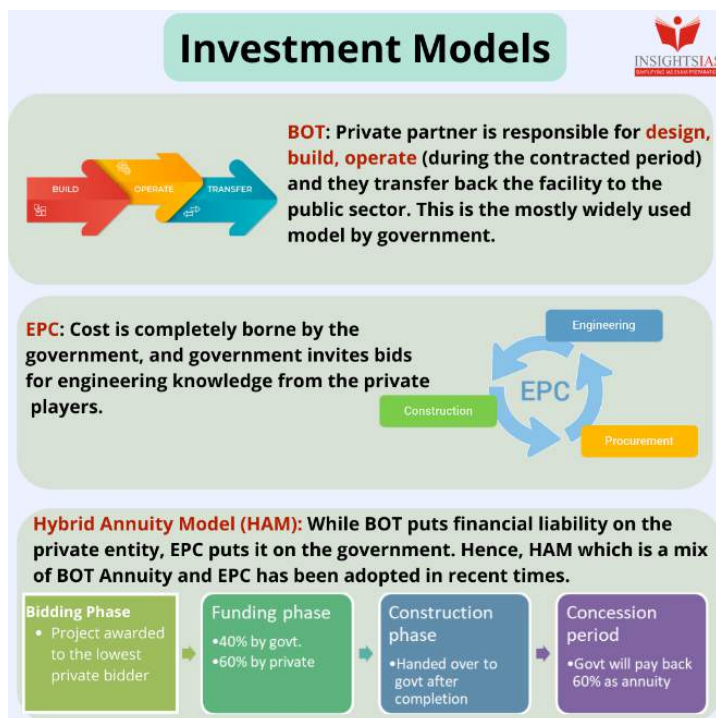 Investment Models
INSIGHTSIAS
SIMPLIFYING IAS EXAM PREPARATION
BOT: Private partner is responsible for design,
build, operate (during the contracted period)
and they transfer back the facility to the
public sector. This is the mostly widely used
model by government.
BUILD
OPERATE
TRANSFER
EPC: Cost is completely borne by the
government, and government invites bids
for engineering knowledge from the private
players.
Engineering
EPC
Construction
Procurement
Hybrid Annuity Model (HAM): While BOT puts financial liability on the
private entity, EPC puts it on the government. Hence, HAM which is a mix
of BOT Annuity and EPC has been adopted in recent times.
Bidding Phase
• Project awarded
to the lowest
private bidder
Funding phase
•40% by govt.
•60% by private
Construction
phase
•Handed over to
govt after
completion
Concession
period
•Govt will pay back
60% as annuity